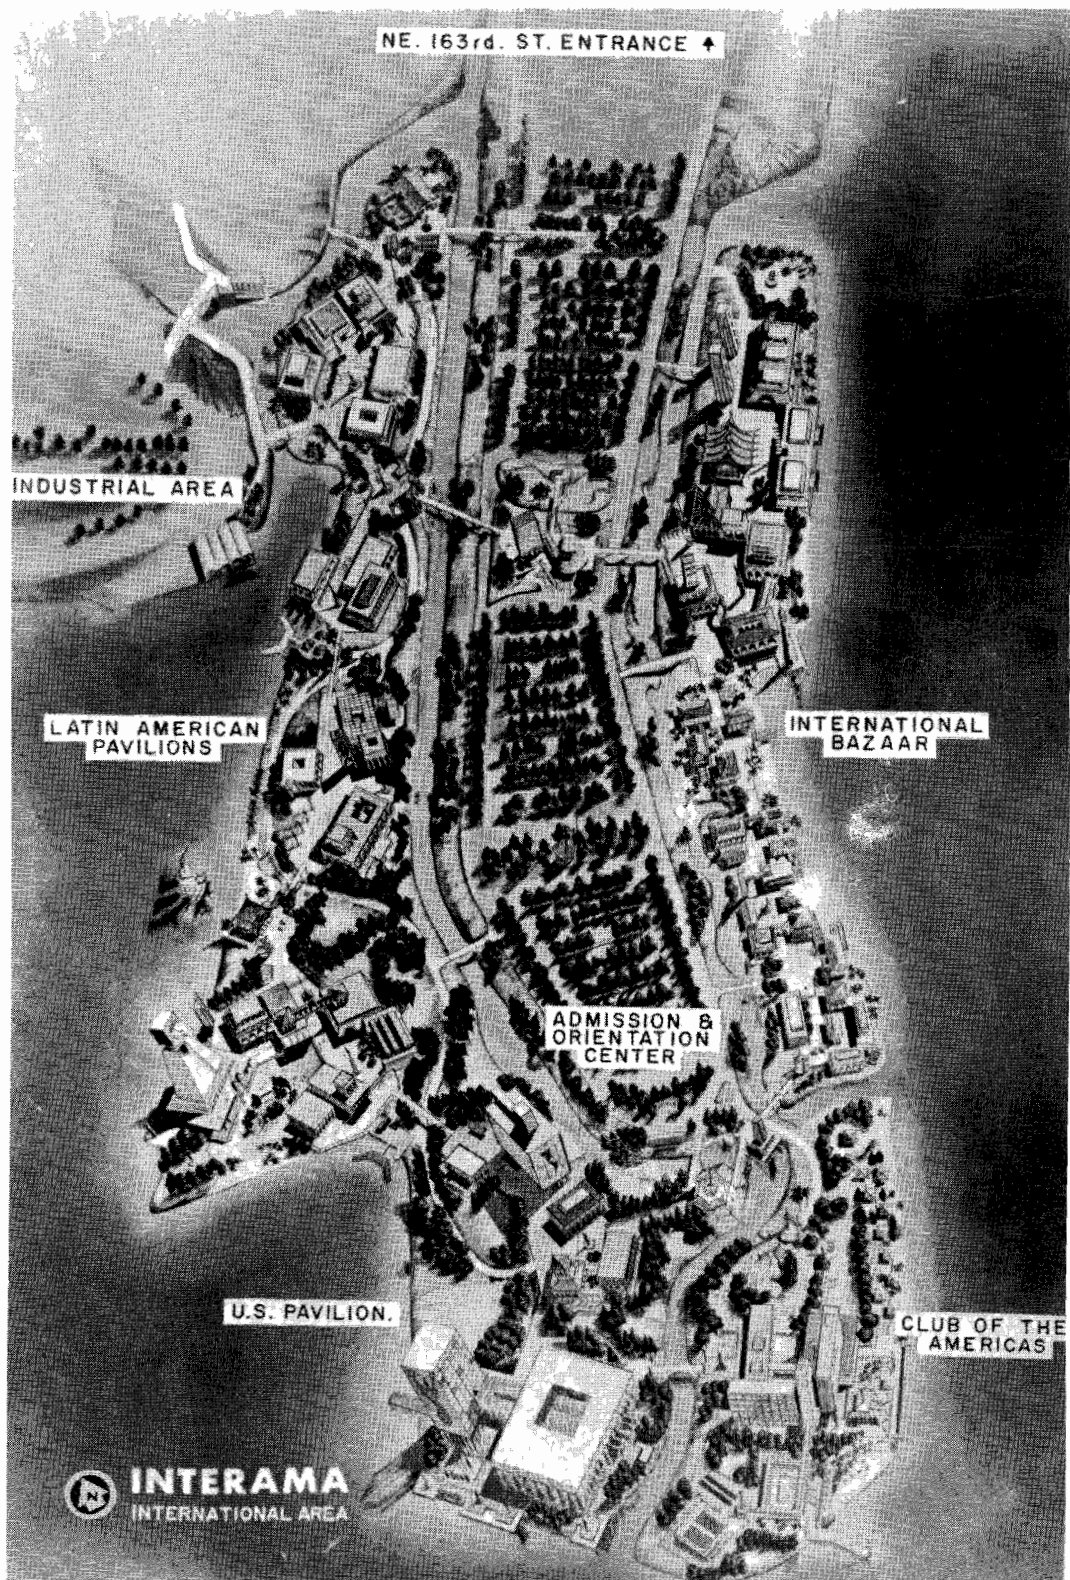 NE. 163rd. ST. ENTRANCE
INDUSTRIAL AREA
LATIN AMERICAN
PAVILIONS
INTERNATIONAL
BAZAAR
ADMISSION &
ORIENTATION
CENTER
U.S. PAVILION.
CLUB OF THE
AMERICAS
N
INTERAMA
INTERNATIONAL AREA